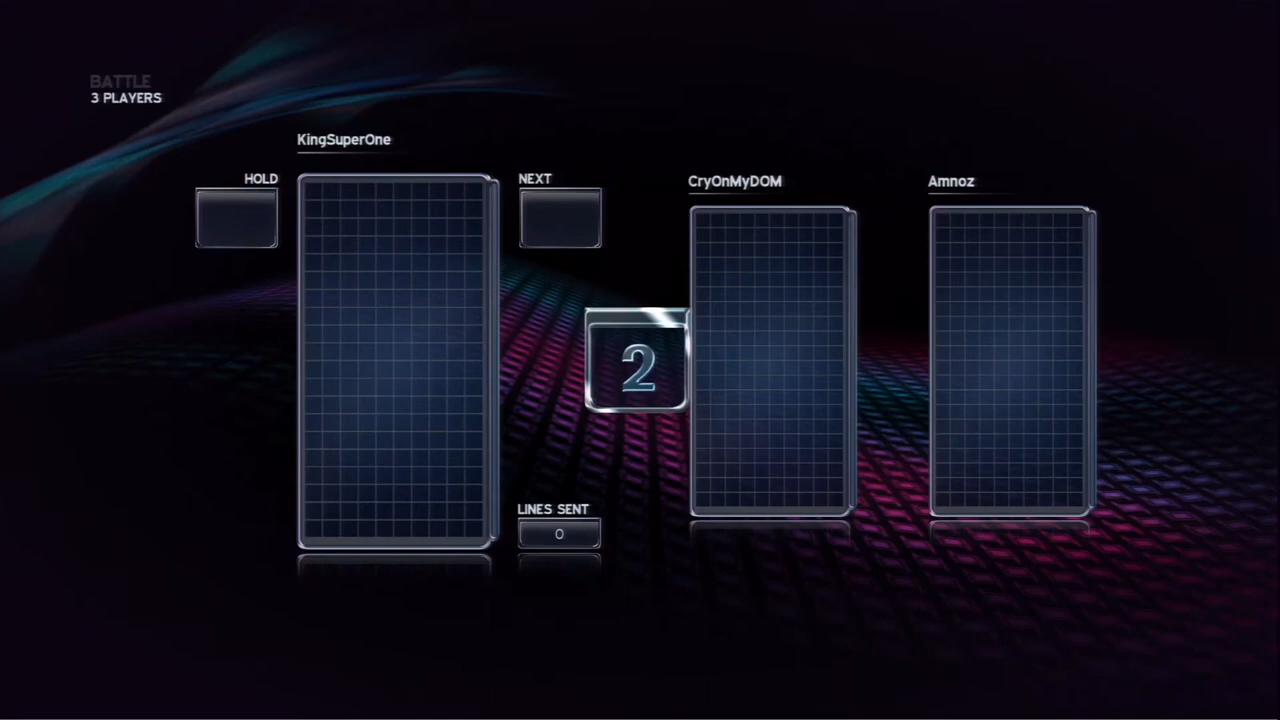 BATTLE
3 PLAYERS
KingSuperOne
HOLD
NEXT
CryOnMyDOM
Amnoz
2
LINES SENT
0